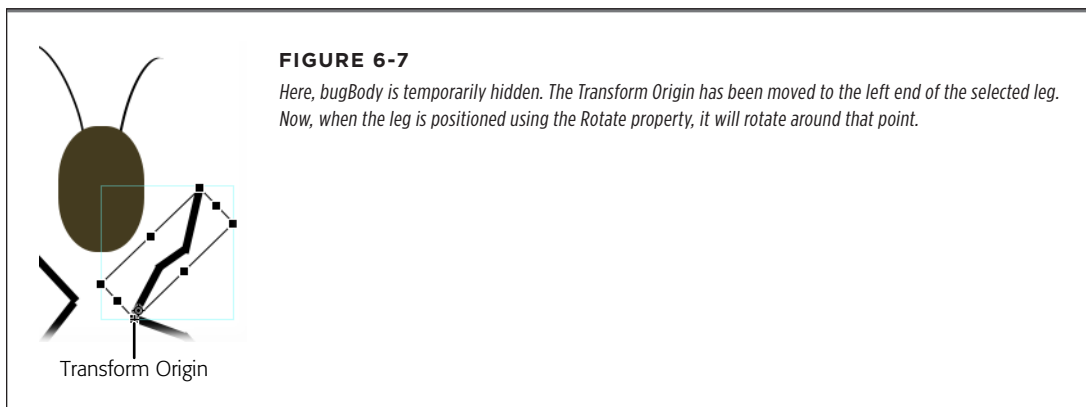 FIGURE 6-7
Here, bugBody is temporarily hidden. The Transform Origin has been moved to the left end of the selected leg.
Now, when the leg is positioned using the Rotate property, it will rotate around that point.
Transform Origin